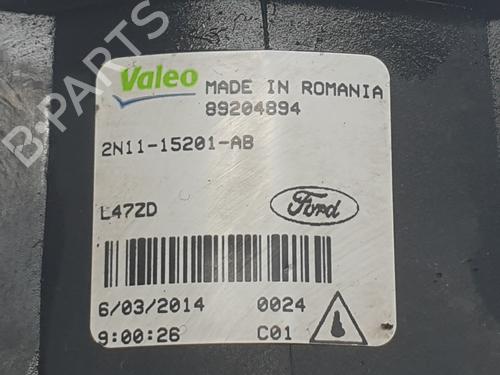 B-PARTS
Valeo MADE IN ROMANIA
89204894
2N11-15201-AB
L47ZD
Ford
6/03/2014 0024
9:00:26 C01